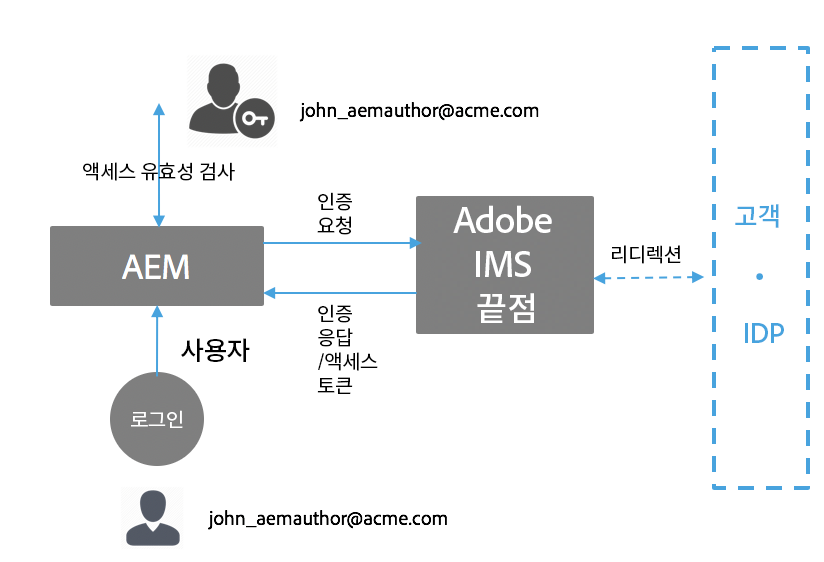 john_aemauthor@acme.com
액세스 유효성 검사
인증
요청
Adobe
IMS
끝점
고객
•
IDP
리디렉션
AEM
인증
응답
/액세스
토큰
사용자
로그인
john_aemauthor@acme.com